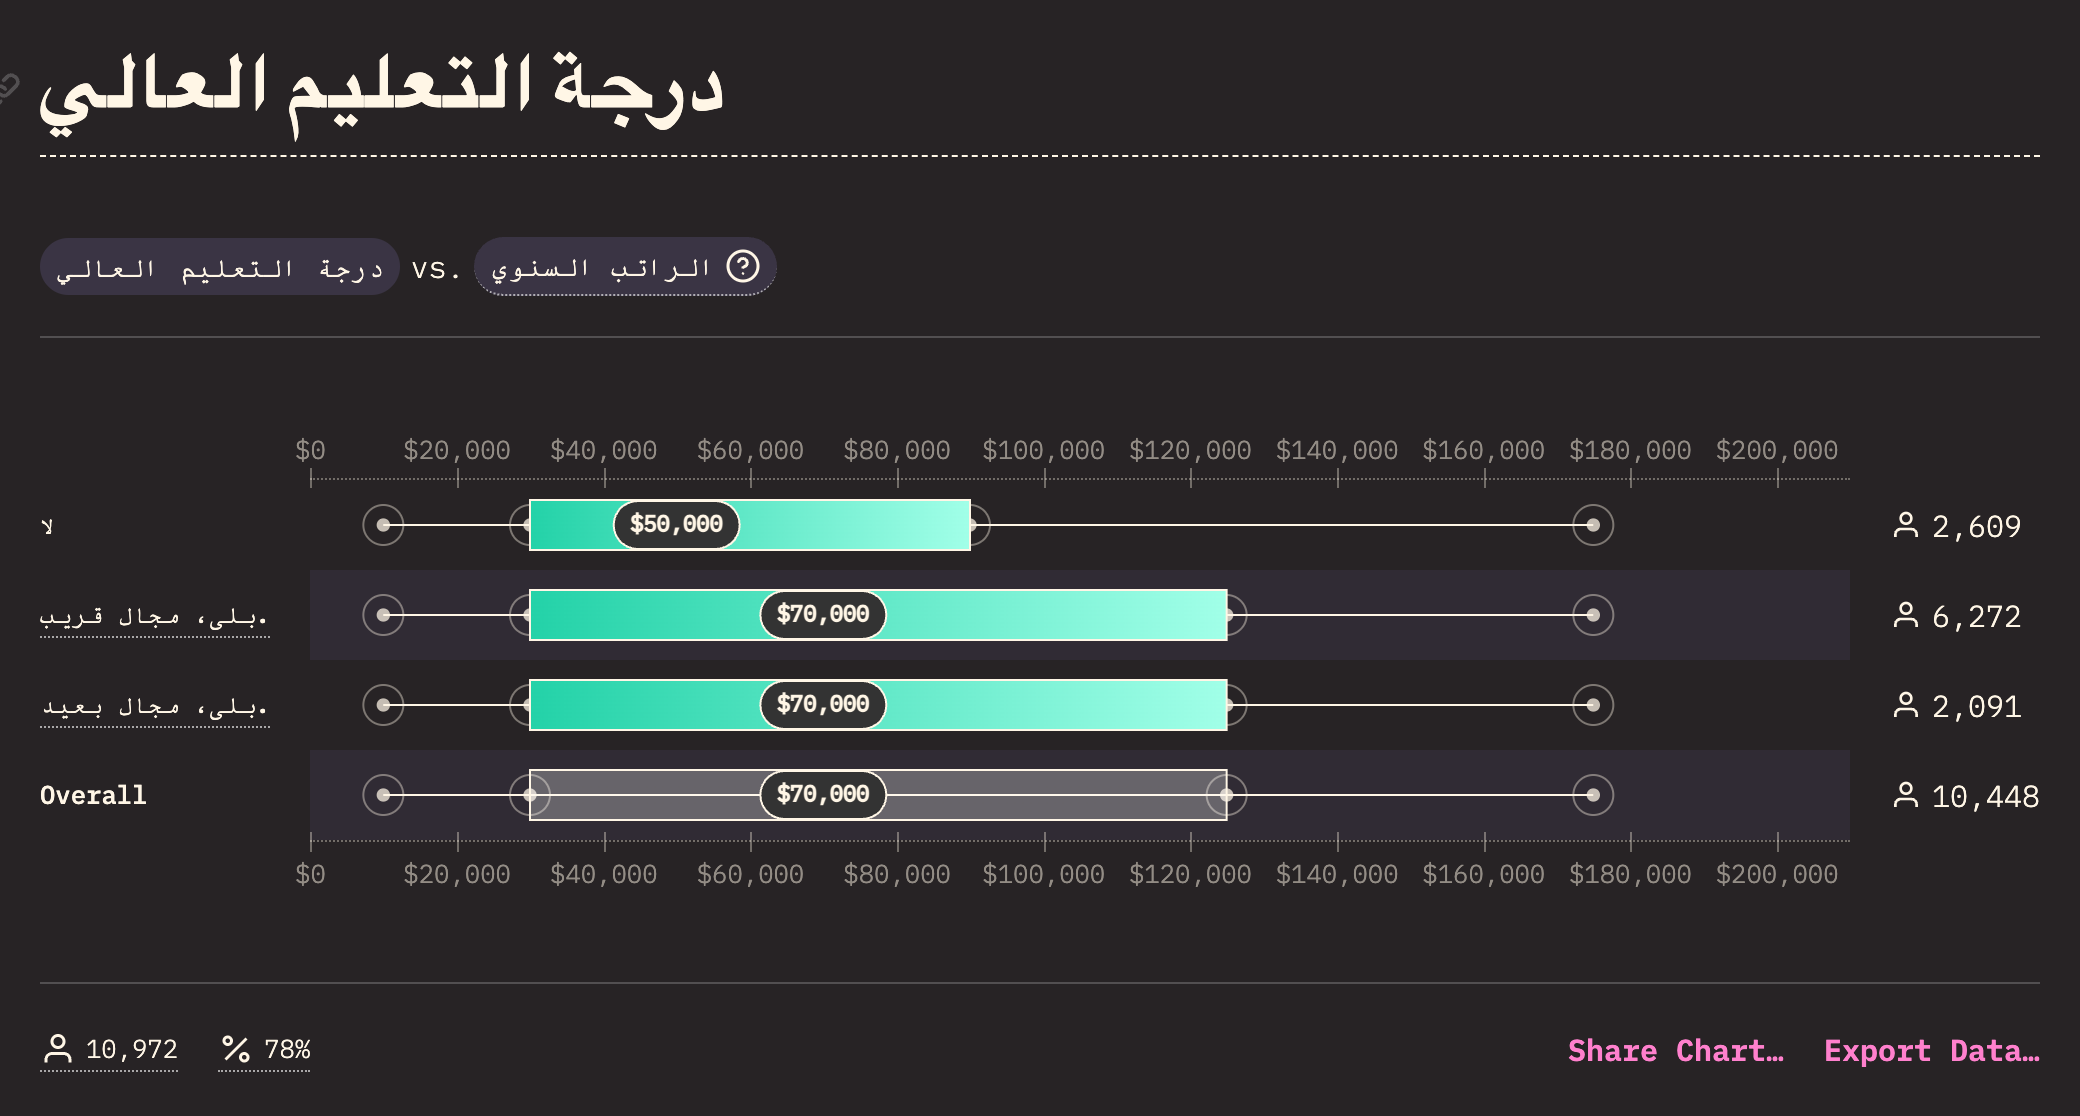 درجة التعليم العالي
درجة التعليم العالي vs. الراتب السنوي
$0 $20,000 $40,000 $60,000 $80,000 $100,000 $120,000 $140,000 $160,000 $180,000 $200,000
لا $50,000 2,609
بلى، مجال قريب. $70,000 6,272
بلى، مجال بعيد. $70,000 2,091
Overall $70,000 10,448
$0 $20,000 $40,000 $60,000 $80,000 $100,000 $120,000 $140,000 $160,000 $180,000 $200,000
10,972 78% Share Chart… Export Data…